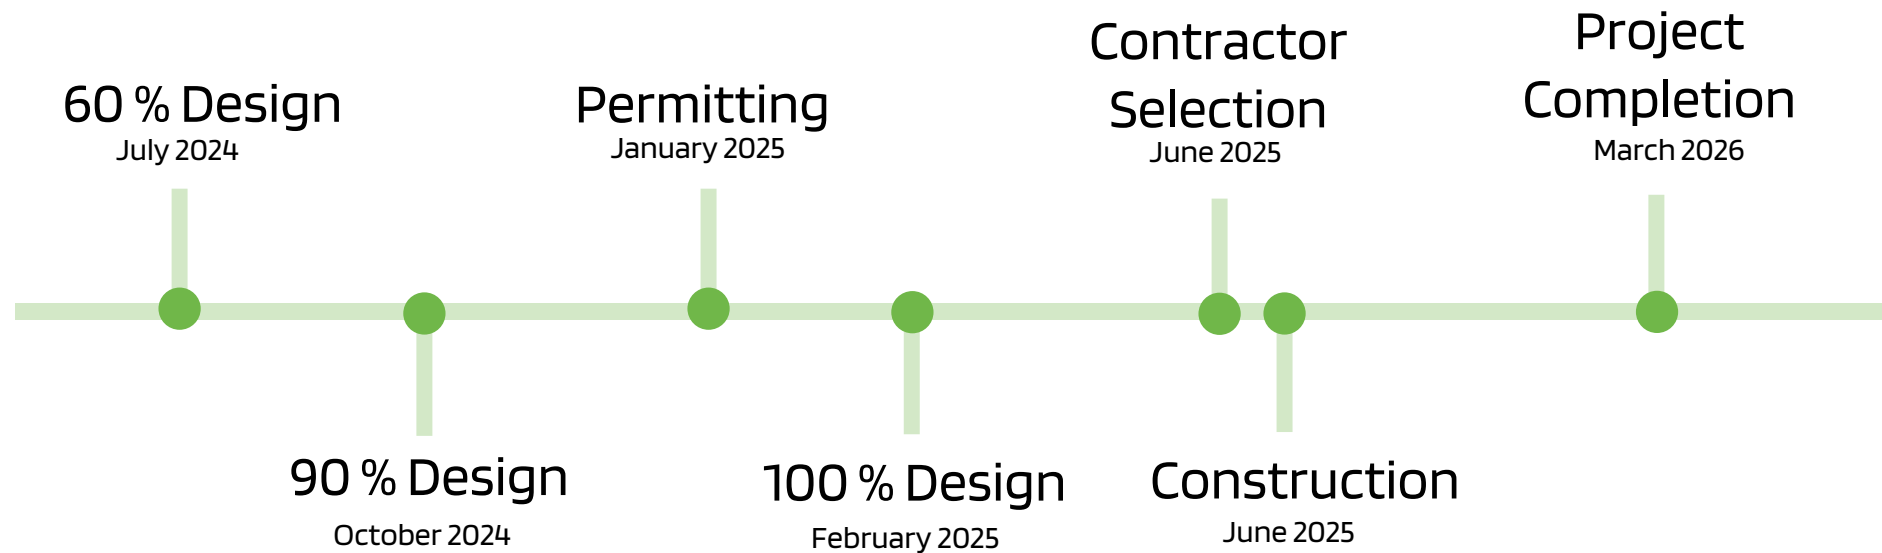 60 % Design
July 2024
90 % Design
October 2024
Permitting
January 2025
100 % Design
February 2025
Contractor
Selection
June 2025
Construction
June 2025
Project
Completion
March 2026